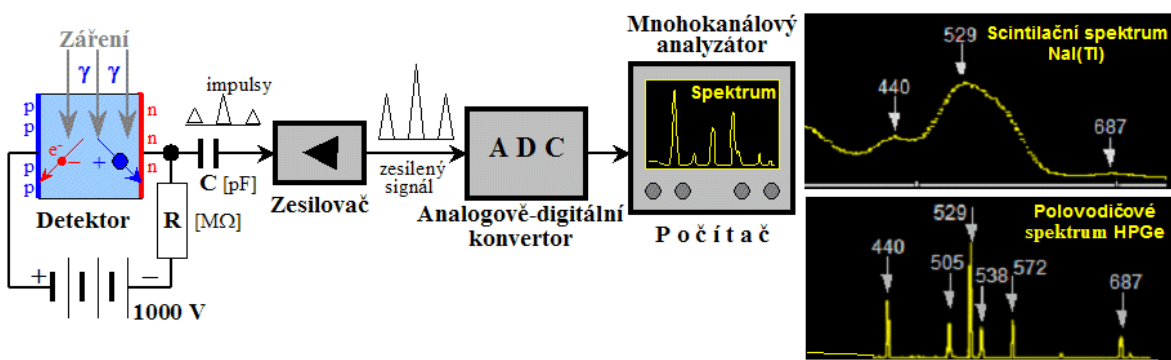 Záření
γ γ
p
p
p
p
n
n
n
n
e-
−
+
Detektor
R
[MΩ]
+
−
1000 V
impulsy
C [pF]
Zesilovač
zesílený
signál
A D C
Analogově-digitální
konvertor
Mnohokanálový
analyzátor
Spektrum
P o č í t a č
Scintilační spektrum
NaI(Tl)
440
529
687
Polovodičové
spektrum HPGe
440
505
529
538
572
687